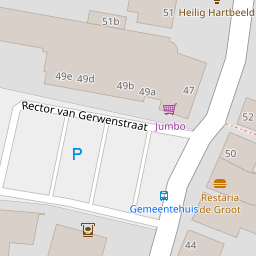 Heilig Hartbeeld
51b
49e
49d
49b
49a
47
Rector van Gerwenstraat
Jumbo
52
P
50
Restaria
de Groot
Gemeentehuis
44